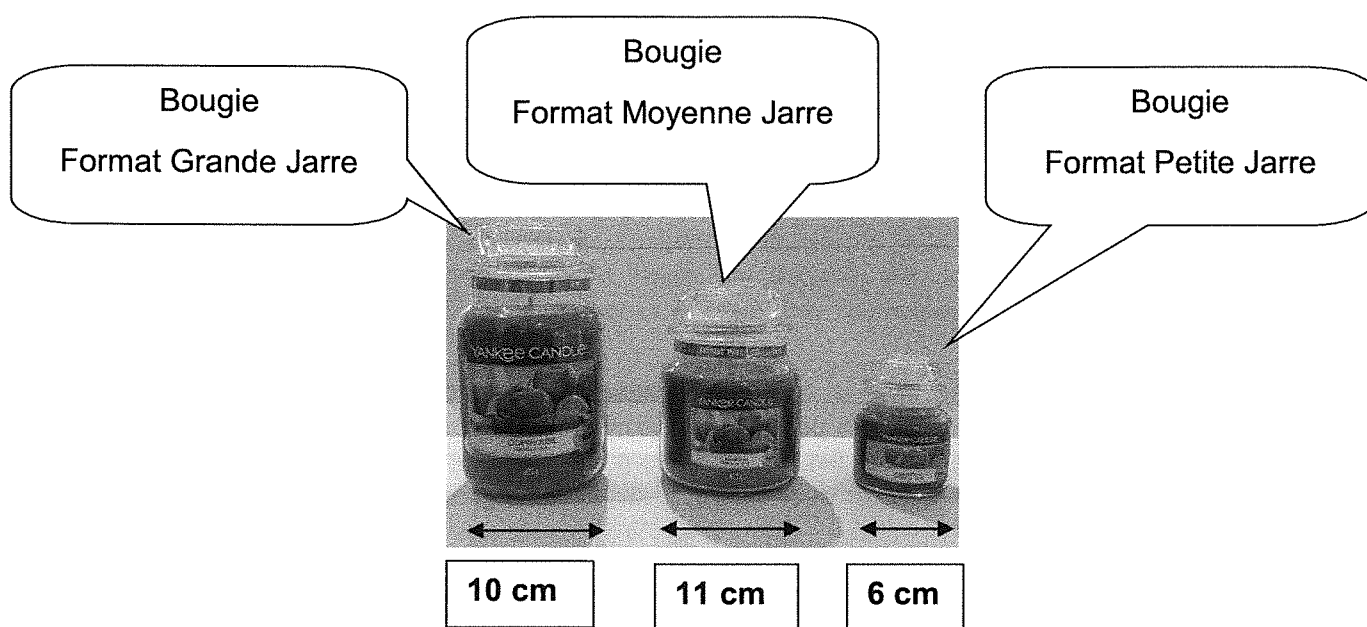 Bougie
Format Grande Jarre
Bougie
Format Moyenne Jarre
Bougie
Format Petite Jarre
YANKEE CANDLE
YANKEE CANDLE
10 cm
11 cm
6 cm